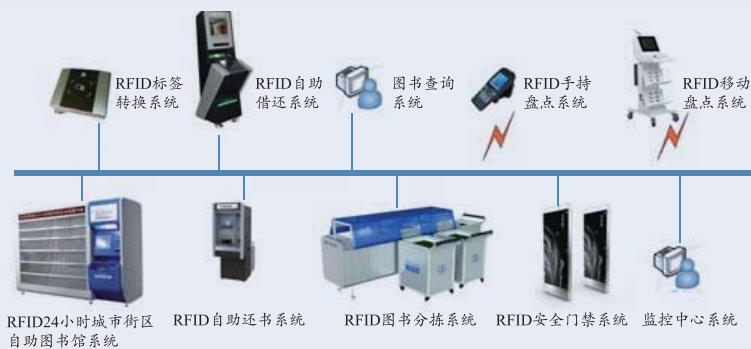 RFID标签
转换系统
RFID自助
借还系统
图书查询
系统
RFID手持
盘点系统
RFID移动
盘点系统
RFID24小时城市街区
自助图书馆系统
RFID自助还书系统
RFID图书分拣系统
RFID安全门禁系统
监控中心系统